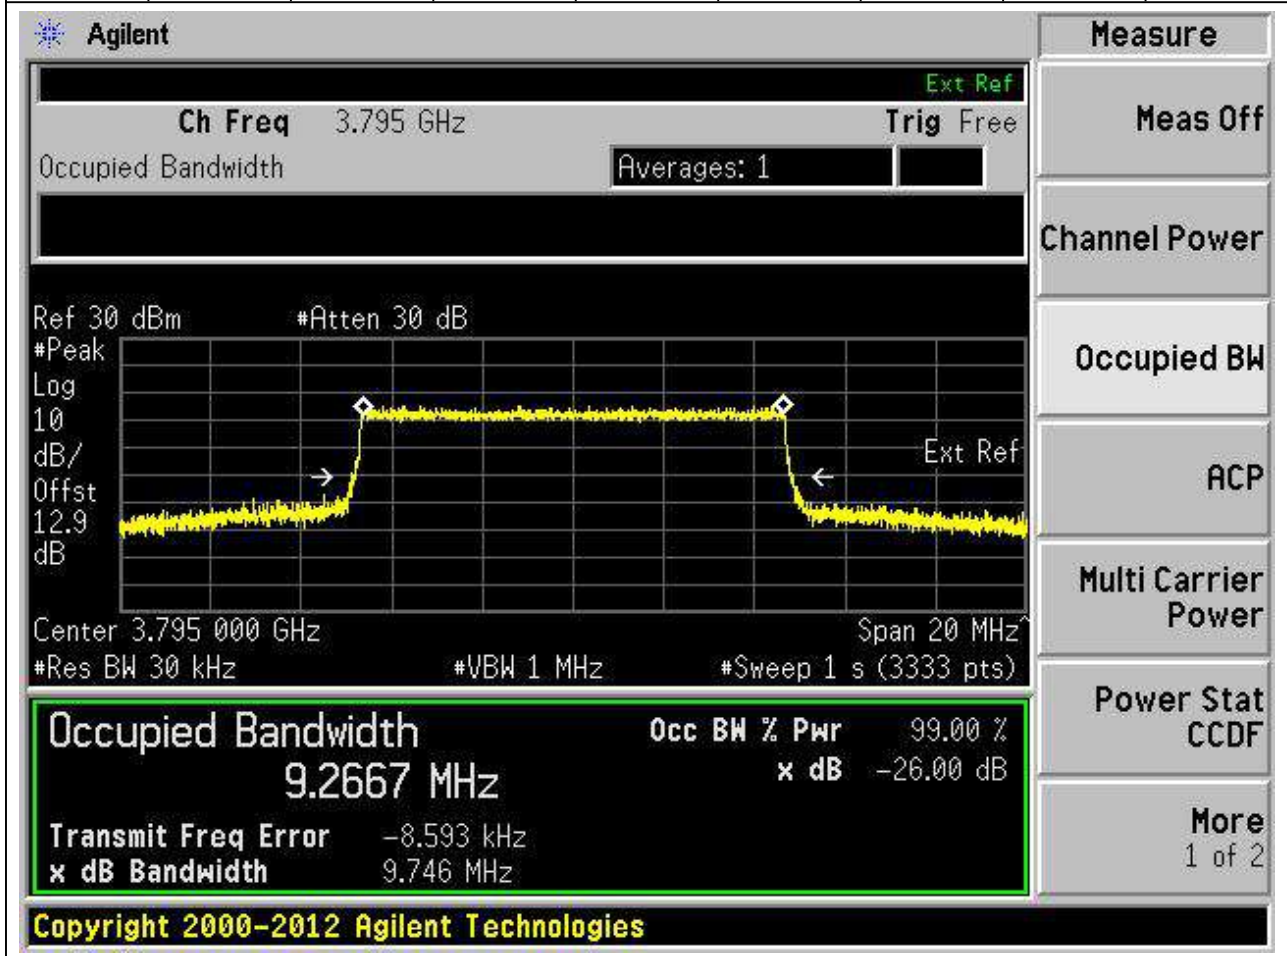 Agilent
Measure
Ext Ref
Ch Freq 3.795 GHz
Trig Free
Meas Off
Occupied Bandwidth
Averages: 1
Channel Power
Ref 30 dBm
#Atten 30 dB
#Peak
Log
10
dB/
Offst
12.9
dB
Ext Ref
Occupied BW
ACP
Center 3.795 000 GHz
Span 20 MHz^
#Res BW 30 kHz
#VBW 1 MHz
#Sweep 1 s (3333 pts)
Multi Carrier
Power
Occupied Bandwidth
9.2667 MHz
Occ BW % Pwr 99.00 %
x dB -26.00 dB
Transmit Freq Error -8.593 kHz
x dB Bandwidth 9.746 MHz
Power Stat
CCDF
More
1 of 2
Copyright 2000-2012 Agilent Technologies